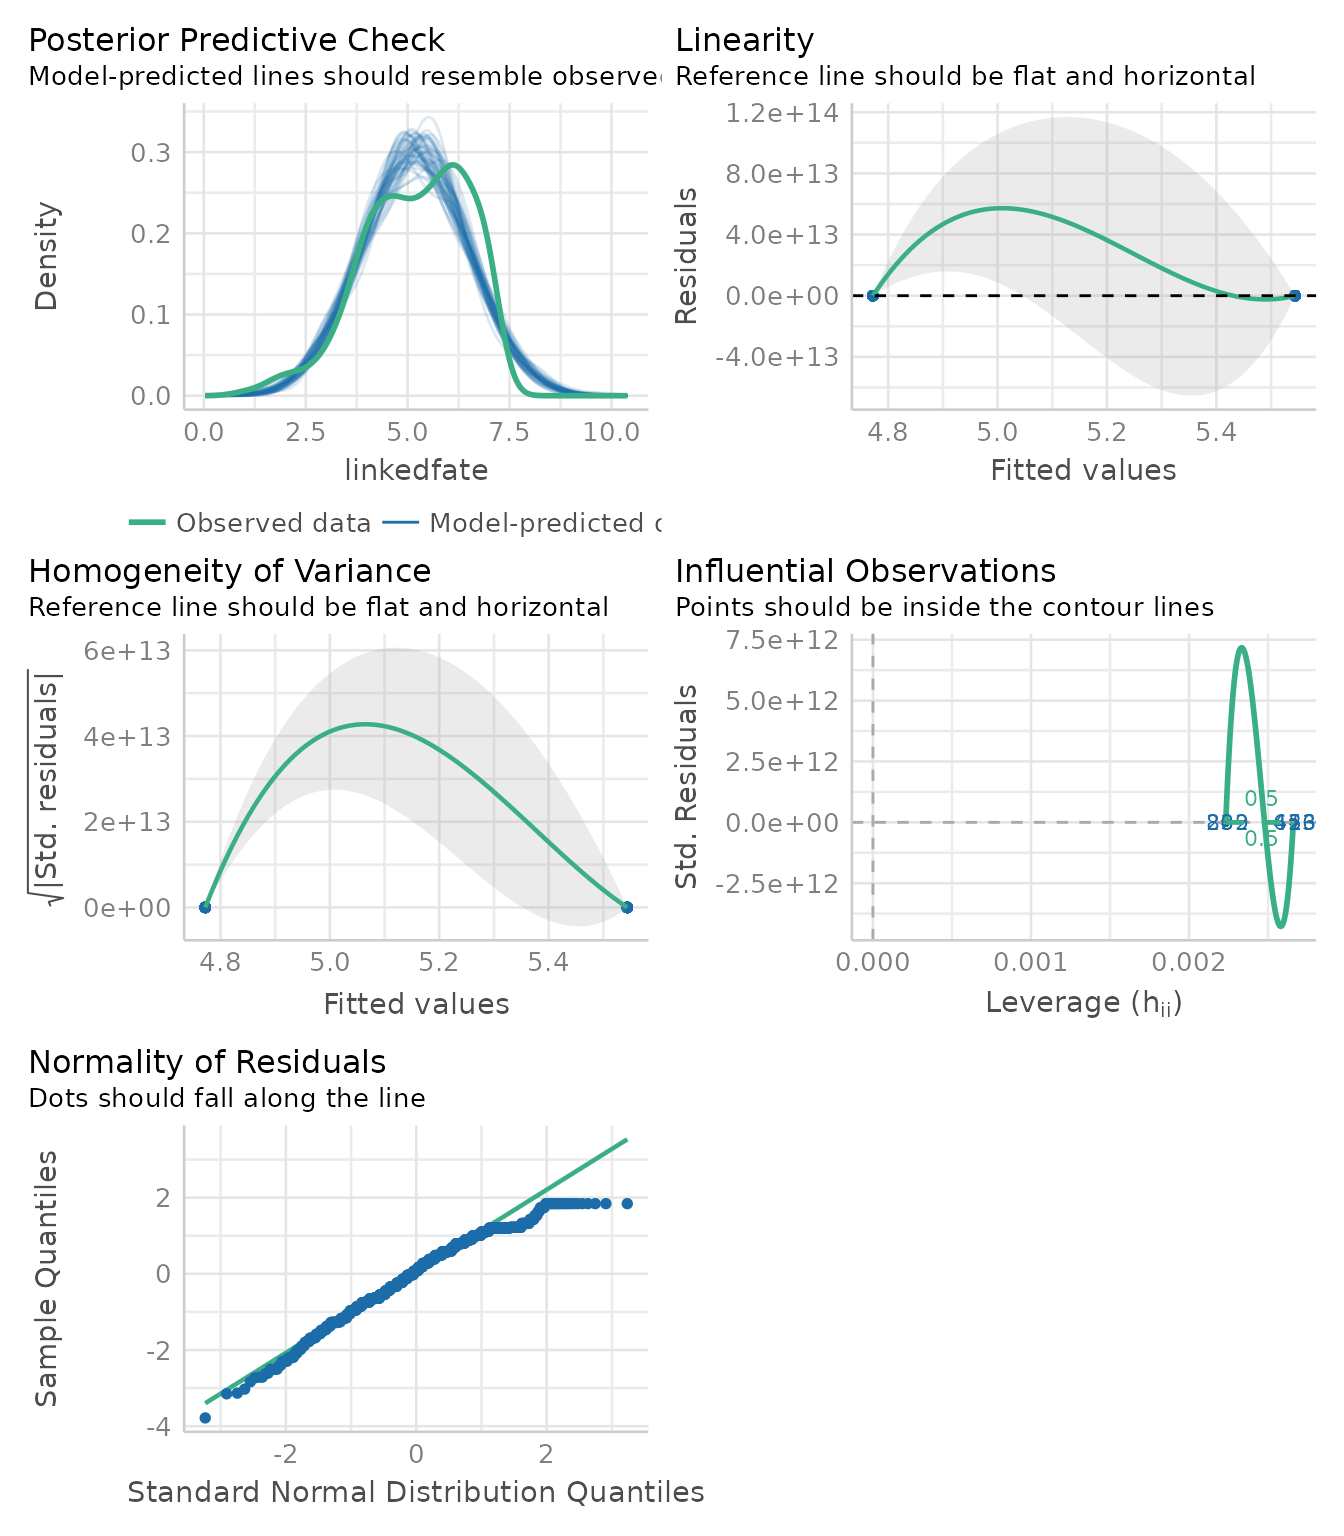 Posterior Predictive Check
Model-predicted lines should resemble observe
0.3
0.2
0.1
0.0
Density
0.0 2.5 5.0 7.5 10.0
linkedfate
Observed data Model-predicted
Linearity
Reference line should be flat and horizontal
1.2e+14
8.0e+13
4.0e+13
0.0e+00
-4.0e+13
Residuals
4.8 5.0 5.2 5.4
Fitted values
Homogeneity of Variance
Reference line should be flat and horizontal
6e+13
4e+13
2e+13
0e+00
√|Std. residuals|
4.8 5.0 5.2 5.4
Fitted values
Influential Observations
Points should be inside the contour lines
7.5e+12
5.0e+12
2.5e+12
0.0e+00
-2.5e+12
Std. Residuals
0.5
0.5
0.000 0.001 0.002
Leverage (hᵢᵢ)
Normality of Residuals
Dots should fall along the line
2
0
-2
-4
Sample Quantiles
-2 0 2
Standard Normal Distribution Quantiles